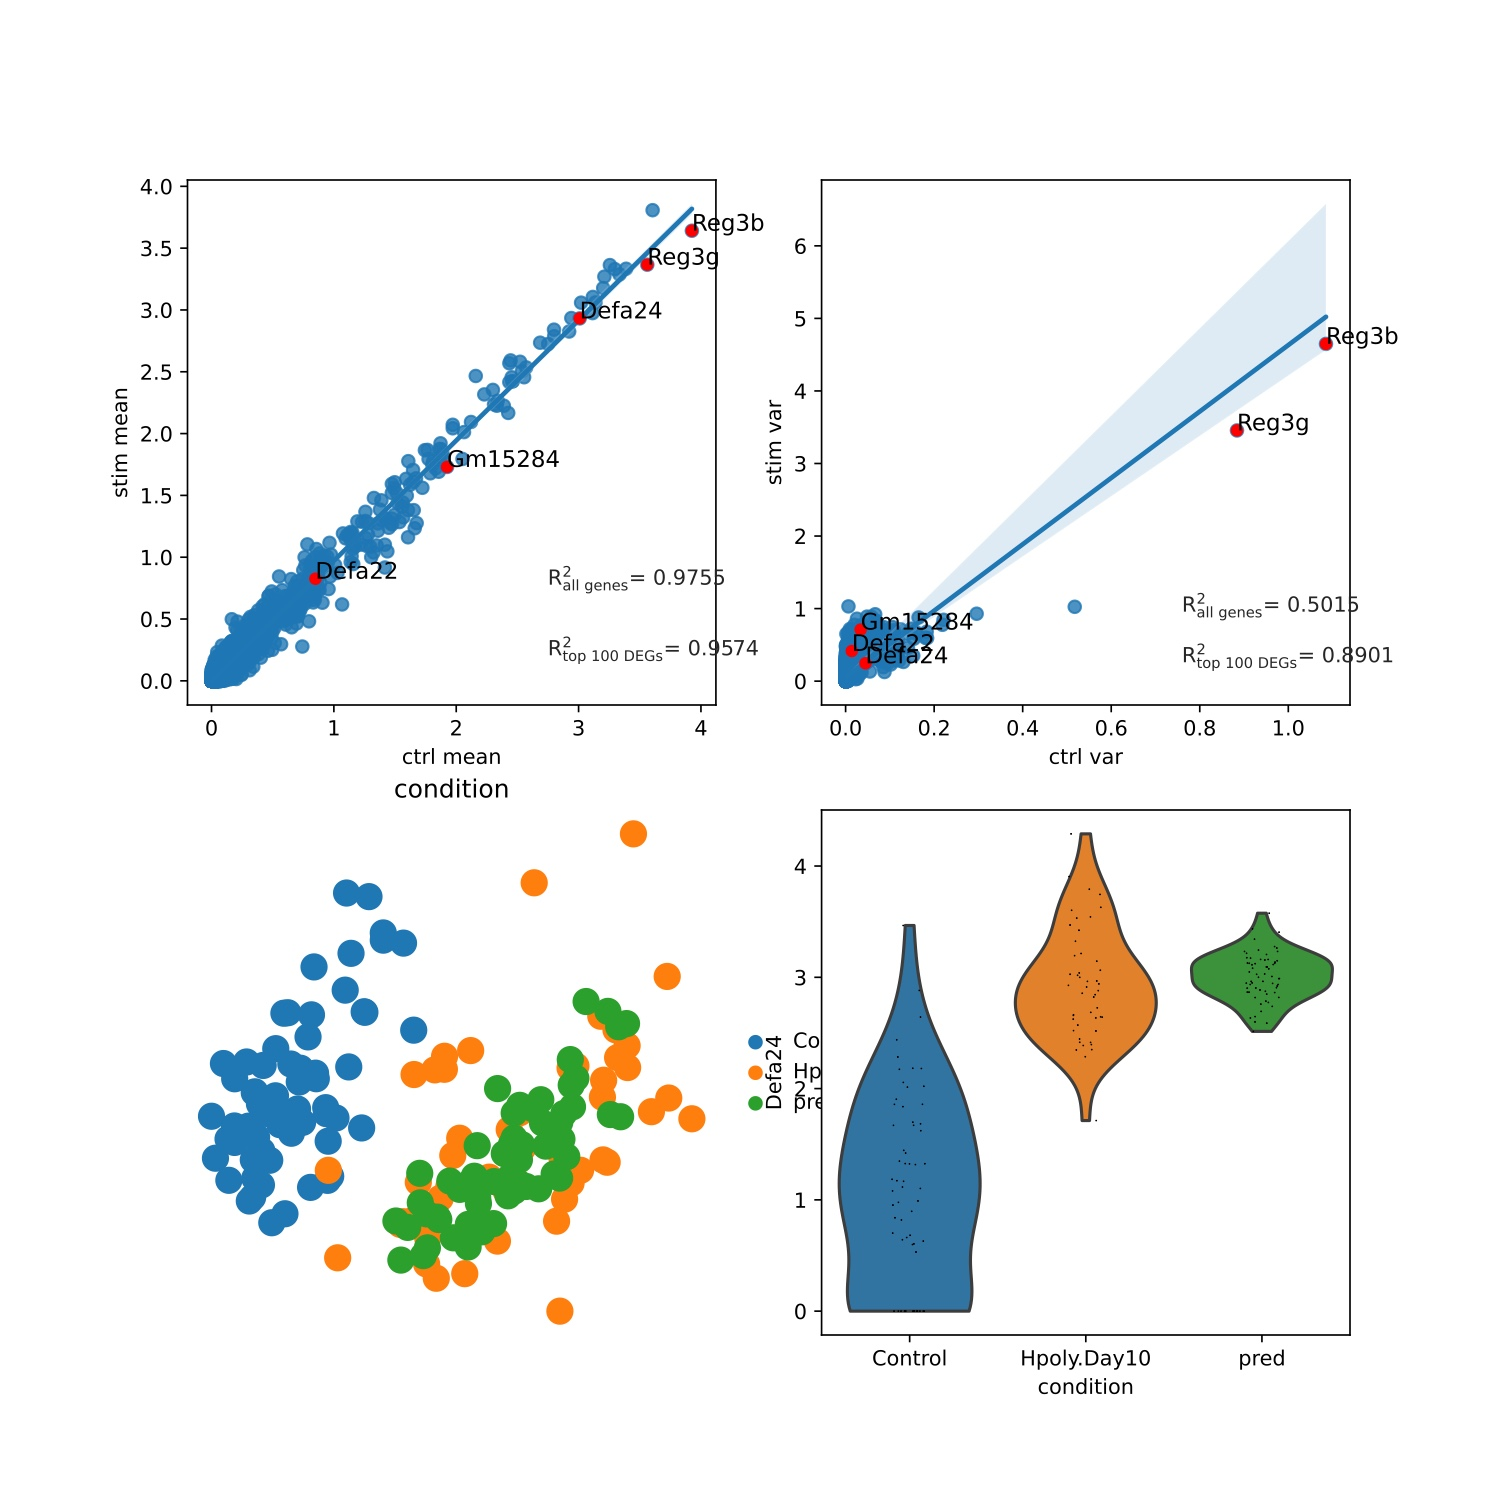 4.0
3.5
3.0
2.5
2.0
1.5
1.0
0.5
0.0
stim mean
Reg3b
Reg3g
Defa24
Gm15284
Defa22
R2all genes= 0.9755
R2top 100 DEGs= 0.9574
0 1 2 3 4
ctrl mean
6
5
4
3
2
1
0
stim var
Reg3b
Reg3g
Gm15284
Defa22
Defa24
R2all genes= 0.5015
R2top 100 DEGs= 0.8901
0.0 0.2 0.4 0.6 0.8 1.0
ctrl var
condition
Co
Hp
pre
Defa24
4
3
2
1
0
Control Hpoly.Day10 pred
condition